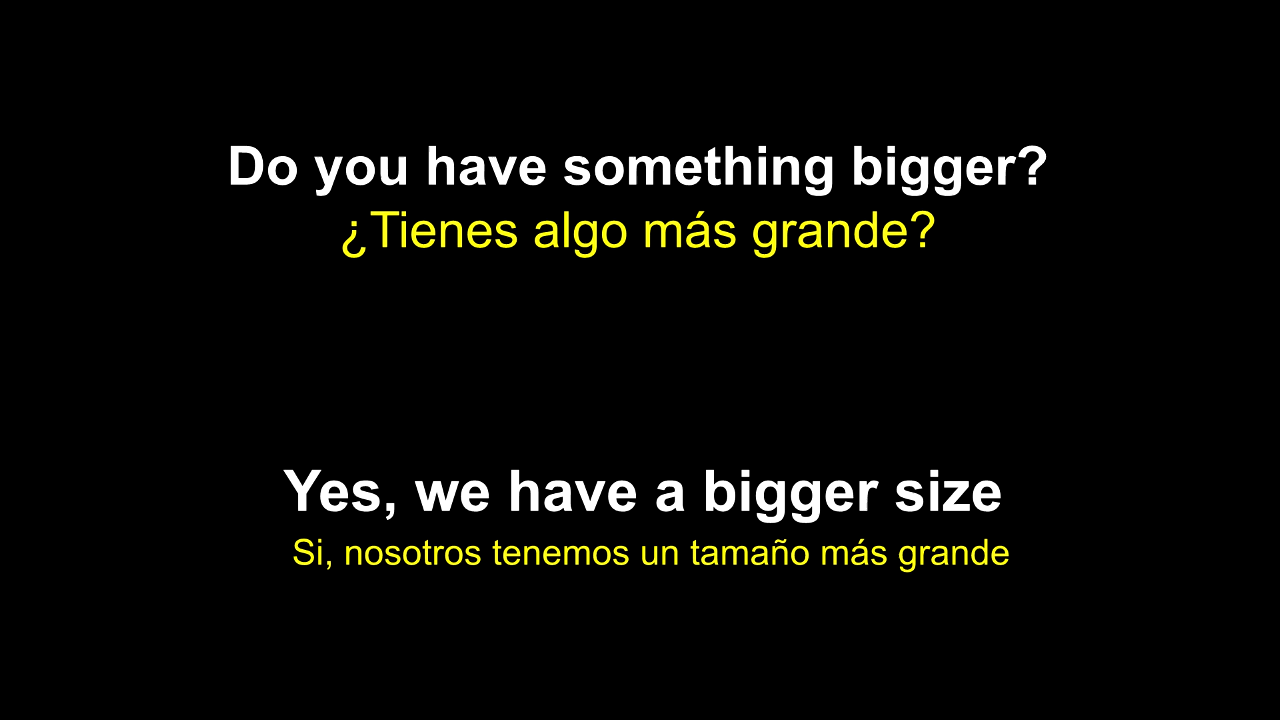 Do you have something bigger?
¿Tienes algo más grande?
Yes, we have a bigger size
Si, nosotros tenemos un tamaño más grande